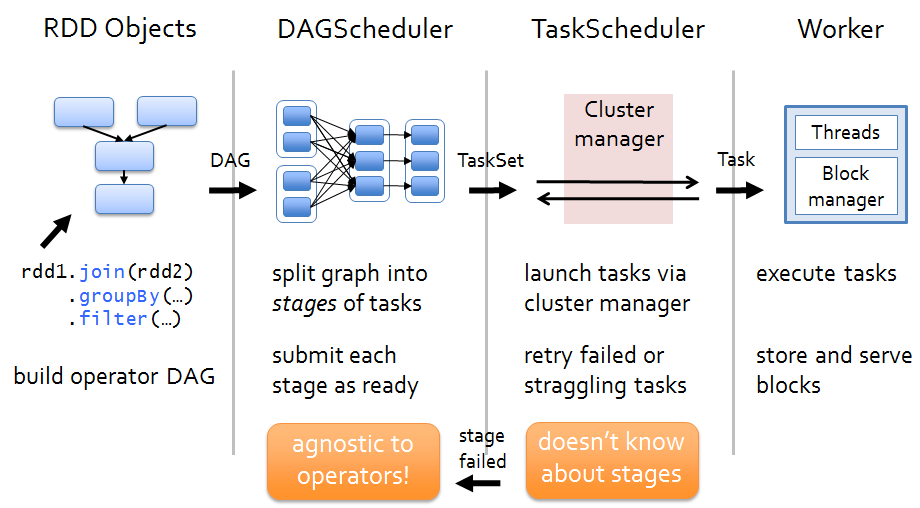 RDD Objects
DAGScheduler
TaskScheduler
Worker
DAG
TaskSet
Cluster
manager
Task
Threads
Block
manager
rdd1.join(rdd2)
.groupBy(…)
.filter(…)
build operator DAG
split graph into
stages of tasks
submit each
stage as ready
agnostic to
operators!
launch tasks via
cluster manager
retry failed or
straggling tasks
stage
failed
doesn’t know
about stages
execute tasks
store and serve
blocks